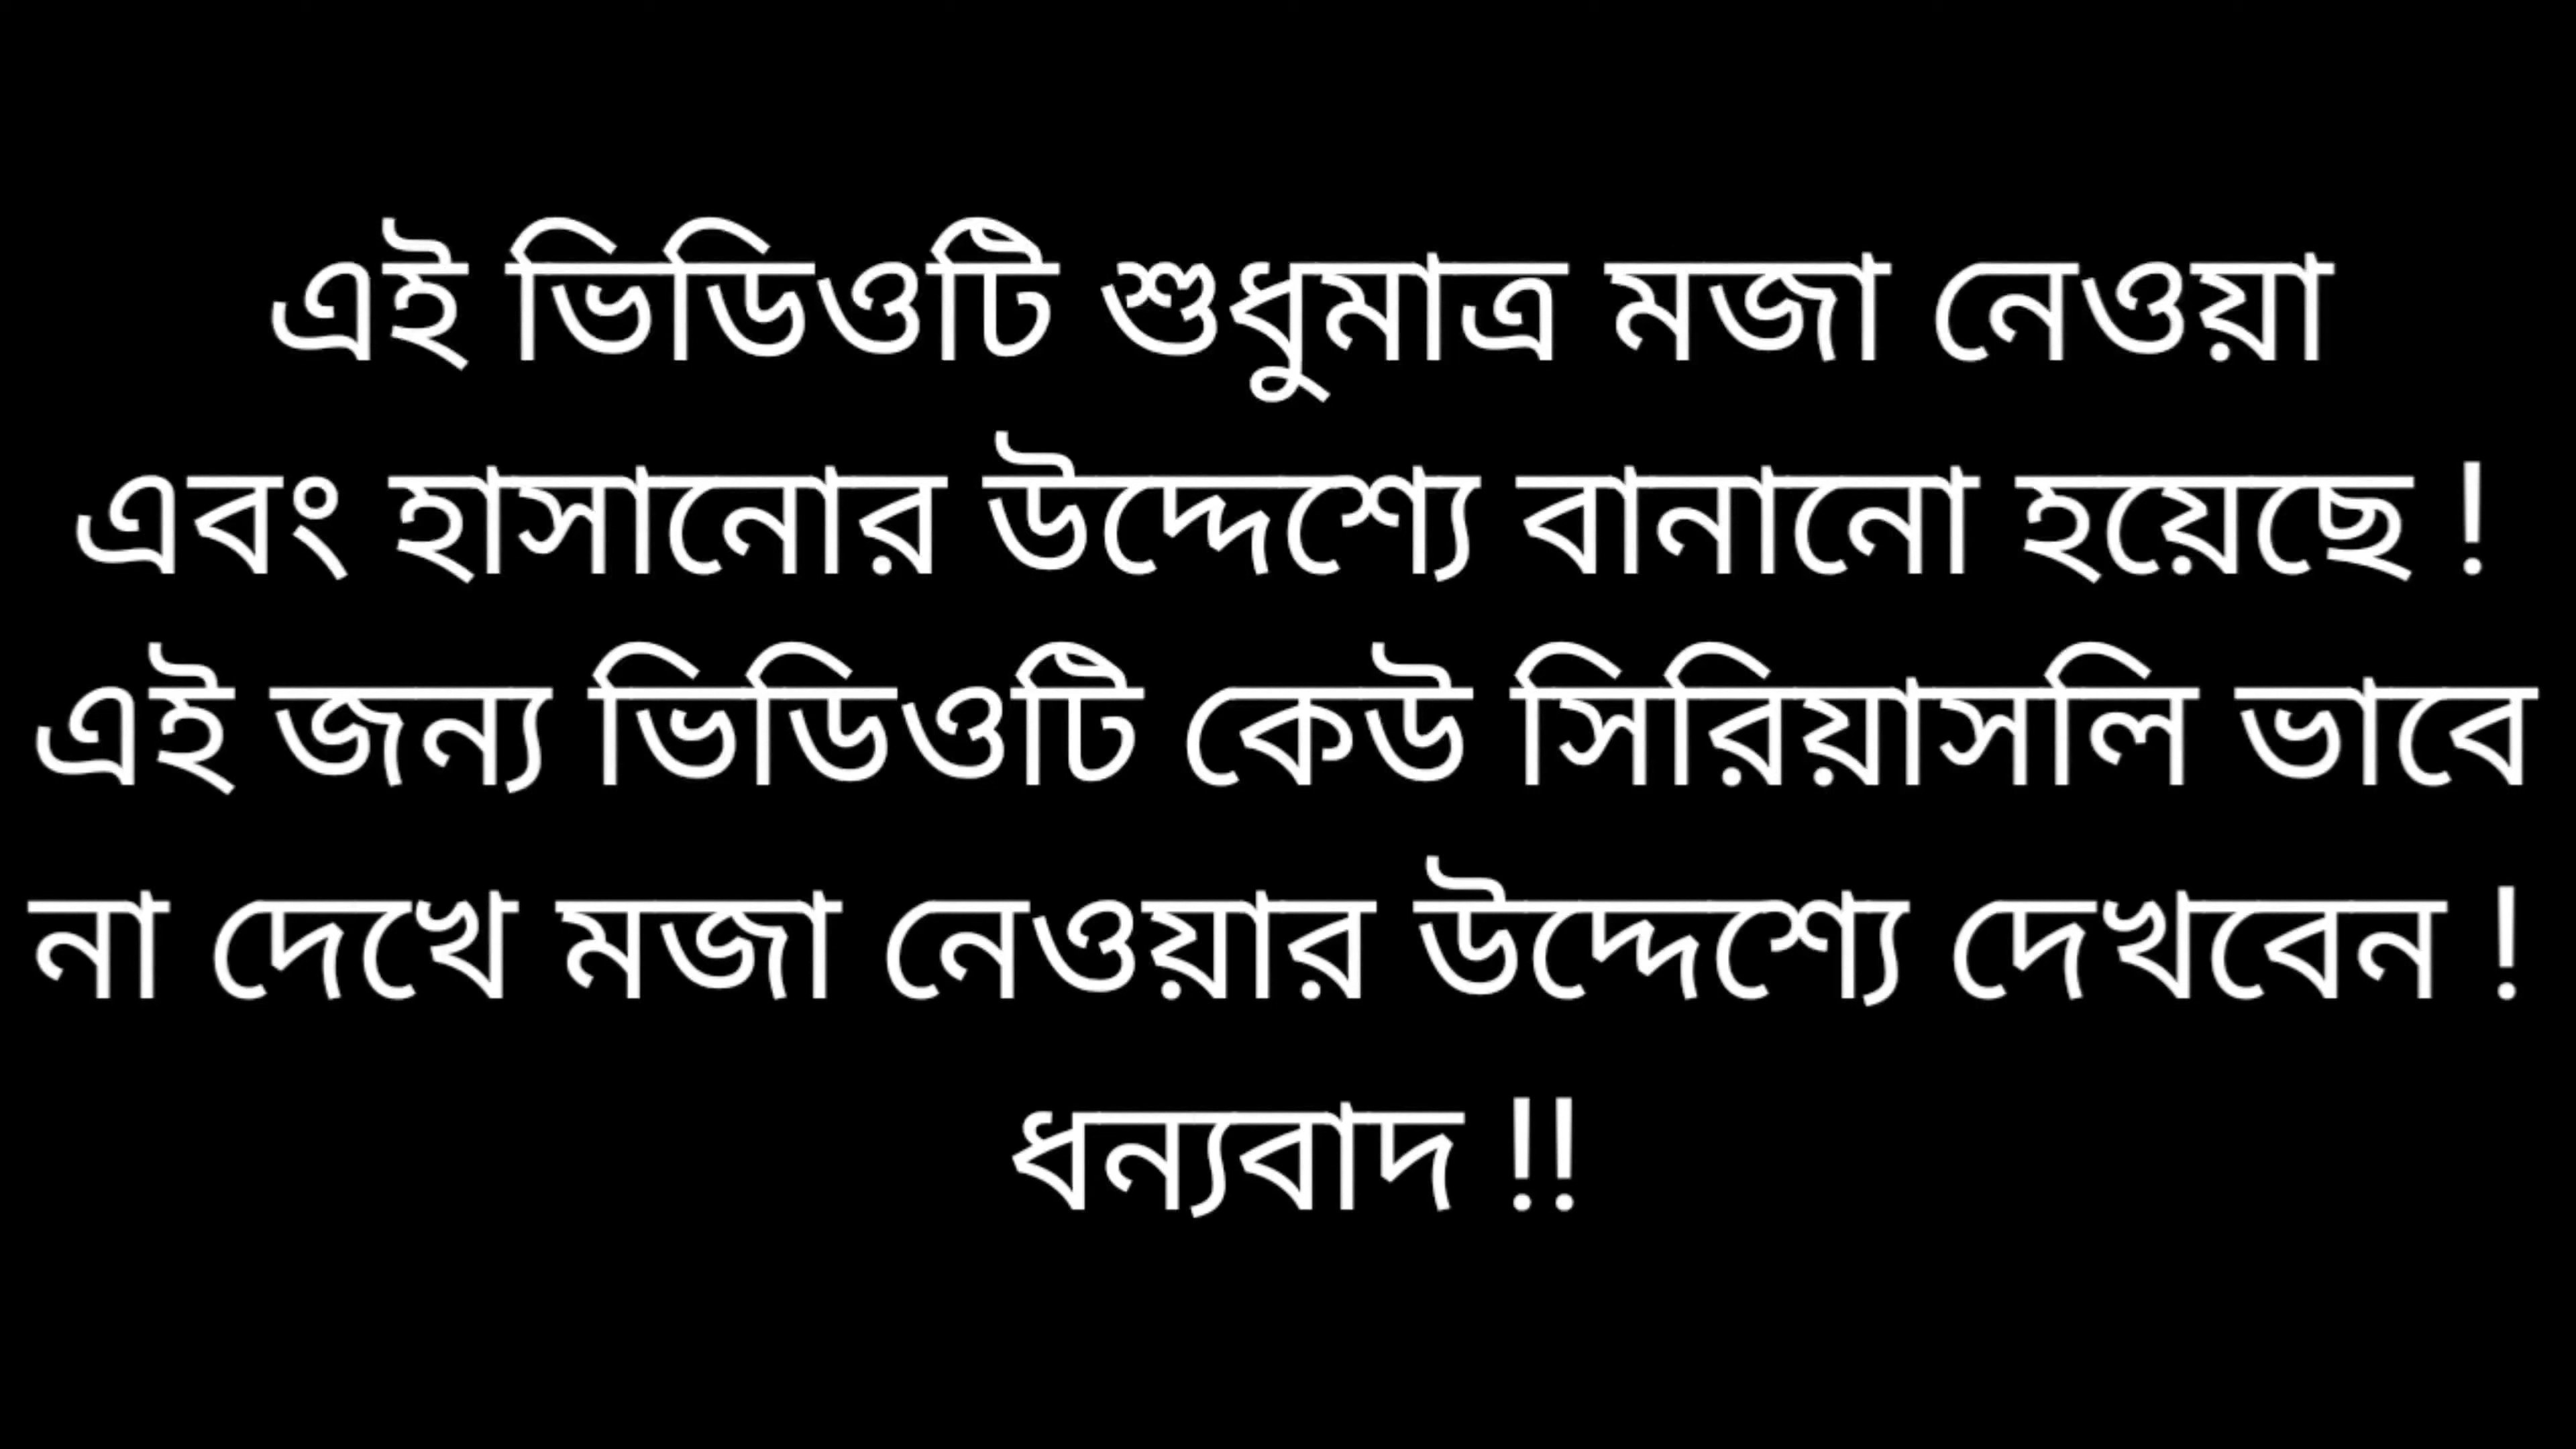 এই ভিডিওটি শুধুমাত্র মজা নেওয়া
এবং হাসানোর উদ্দেশ্যে বানানো হয়েছে !
এই জন্য ভিডিওটি কেউ সিরিয়াসলি ভাবে
না দেখে মজা নেওয়ার উদ্দেশ্যে দেখবেন !
ধন্যবাদ !!